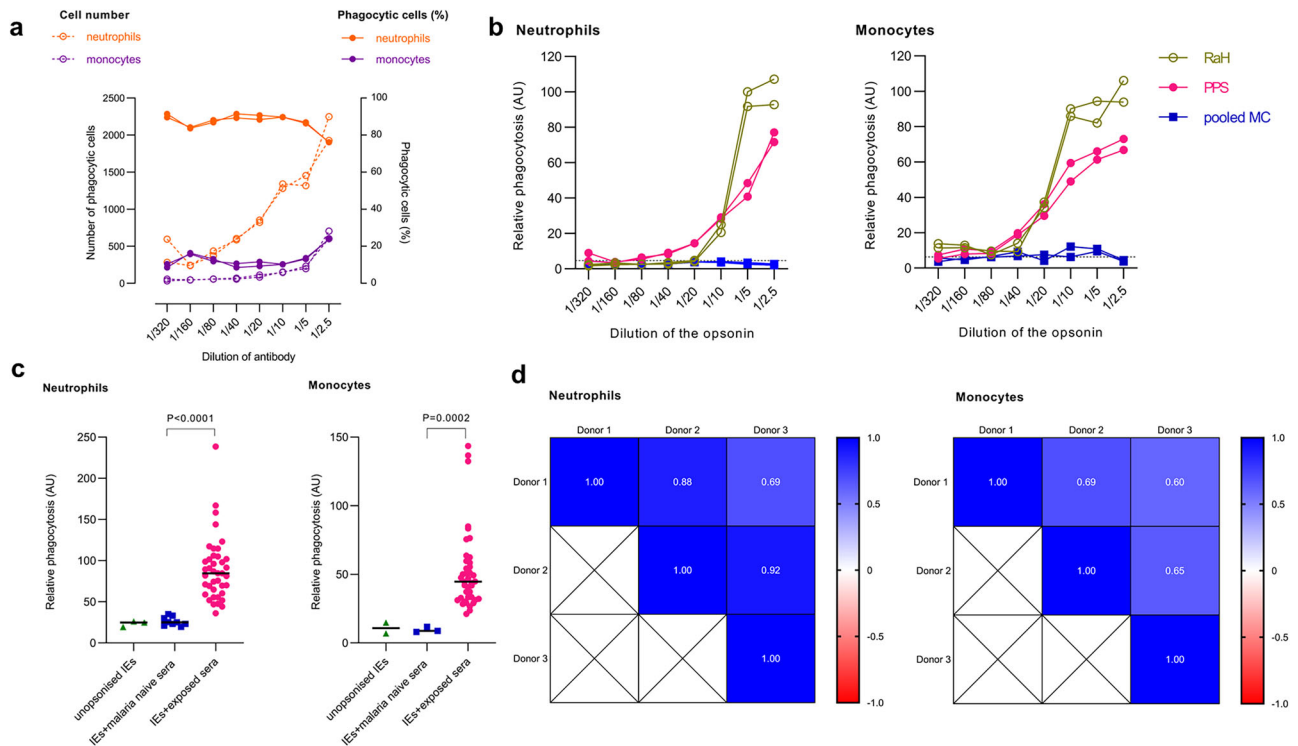 a
Cell number
neutrophils
monocytes
Phagocytic cells (%)
neutrophils
monocytes
Number of phagocytic cells
2500
2000
1500
1000
500
0
100
80
60
40
20
0
Phagocytic cells (%)
1/320
1/160
1/80
1/40
1/20
1/10
1/5
1/2.5
Dilution of antibody
b
Neutrophils
Relative phagocytosis (AU)
120
100
80
60
40
20
0
1/320
1/160
1/80
1/40
1/20
1/10
1/5
1/2.5
Dilution of the opsonin
Monocytes
Relative phagocytosis (AU)
120
100
80
60
40
20
0
1/320
1/160
1/80
1/40
1/20
1/10
1/5
1/2.5
Dilution of the opsonin
RaH
PPS
pooled MC
c
Neutrophils
P<0.0001
Relative phagocytosis (AU)
250
200
150
100
50
0
unopsonised IEs
IEs+malaria naive sera
IEs+exposed sera
Monocytes
P=0.0002
Relative phagocytosis (AU)
150
100
50
0
unopsonised IEs
IEs+malaria naive sera
IEs+exposed sera
d
Neutrophils
Donor 1 Donor 2 Donor 3
Donor 1 1.00 0.88 0.69
Donor 2 1.00 0.92
Donor 3 1.00
1.0
0.5
0
-0.5
-1.0
Monocytes
Donor 1 Donor 2 Donor 3
Donor 1 1.00 0.69 0.60
Donor 2 1.00 0.65
Donor 3 1.00
1.0
0.5
0
-0.5
-1.0